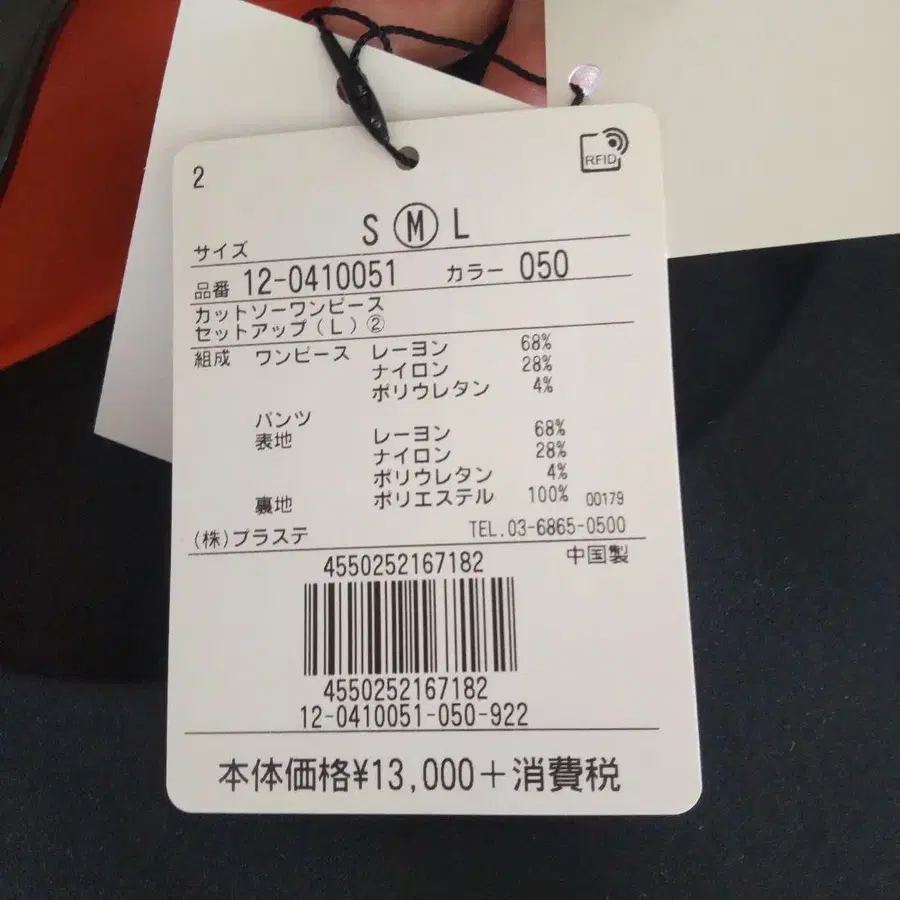 2
RFID
S Ⓜ L
サイズ
品番 12-0410051 カラー 050
カットソーワンピース
セットアップ(L)②
組成 ワンピース レーヨン 68%
ナイロン 28%
ポリウレタン 4%
パンツ
表地 レーヨン 68%
ナイロン 28%
ポリウレタン 4%
裏地 ポリエステル 100% 00179
(株)プラステ TEL.03-6865-0500
4550252167182 中国製
4550252167182
12-0410051-050-922
本体価格¥13,000+消費税